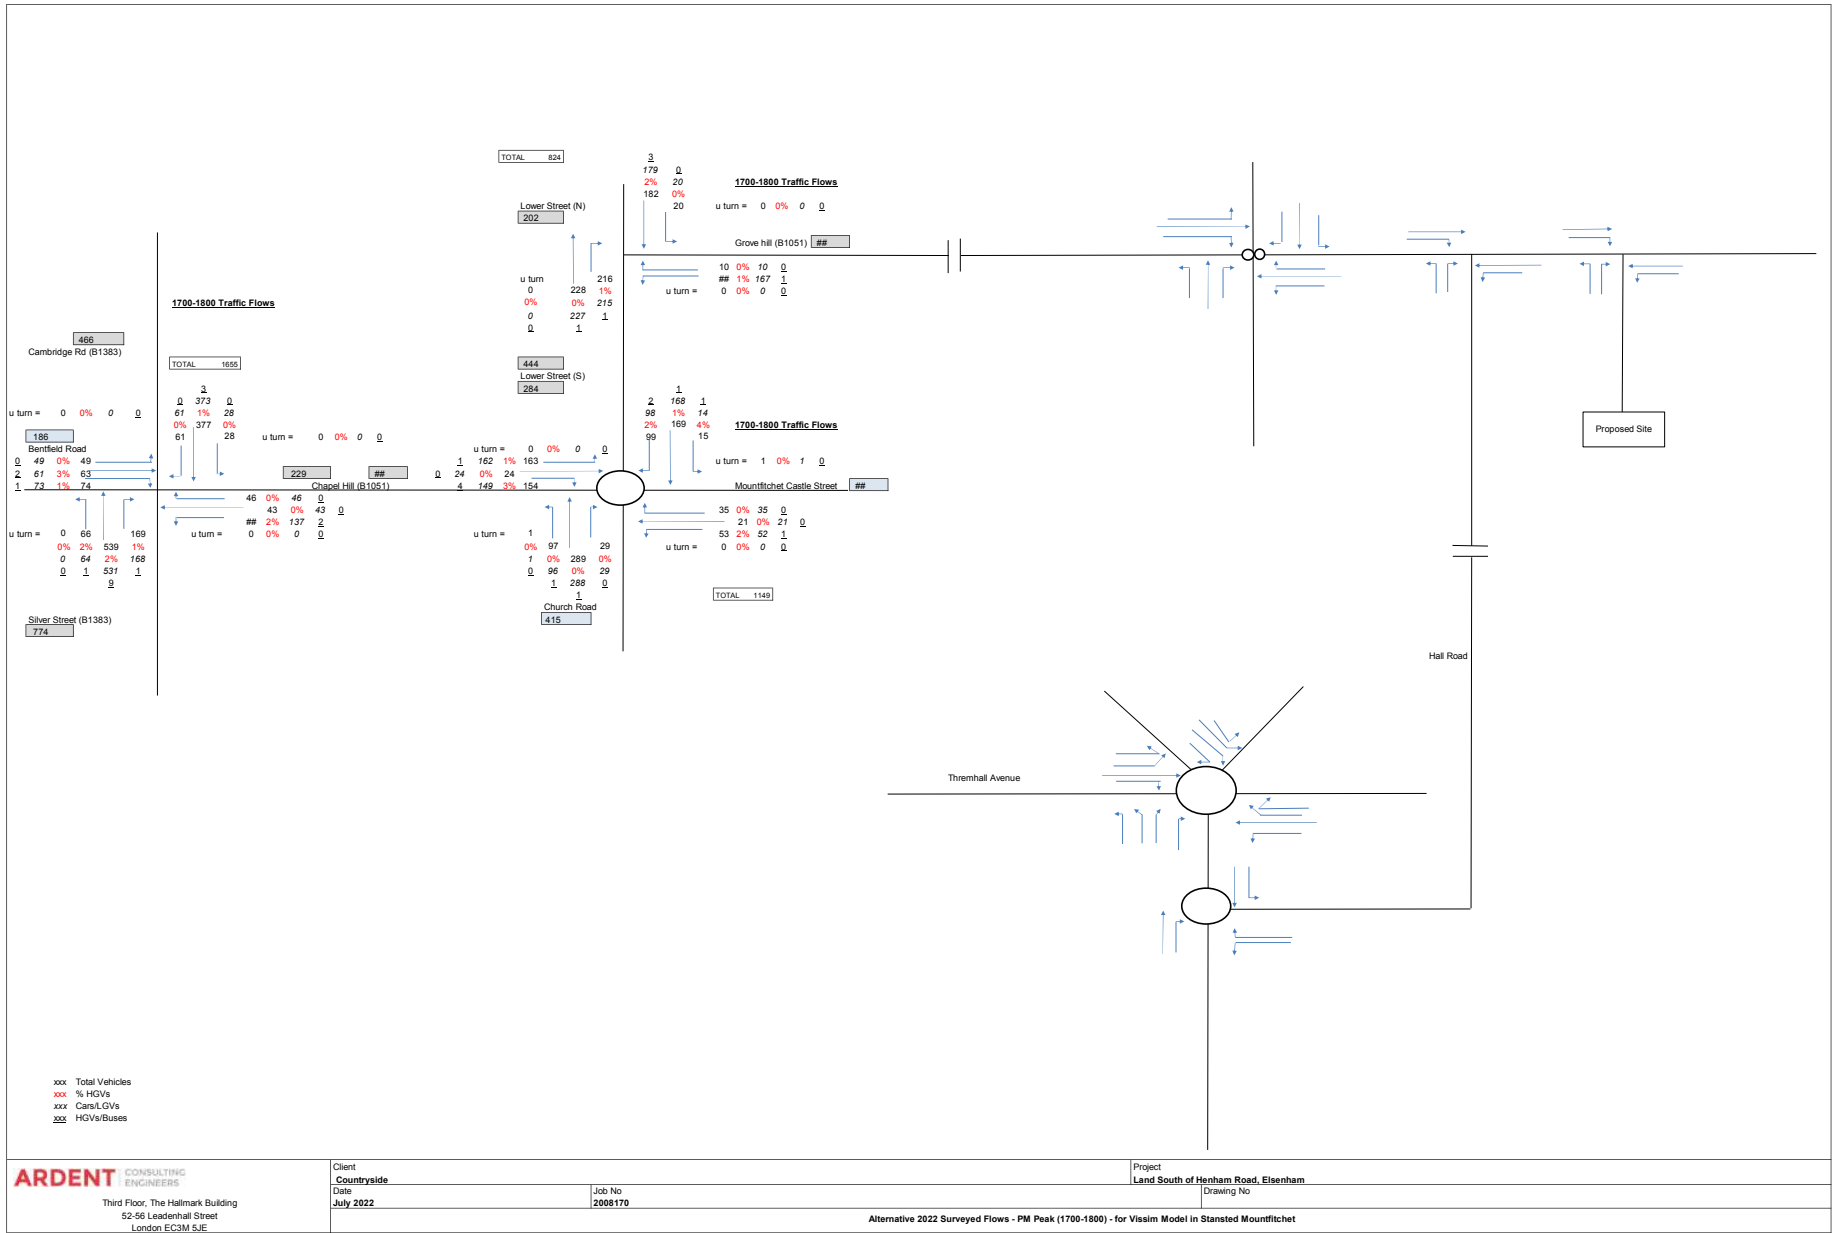 TOTAL 824
3
179 0
2% 20
182 0%
20
1700-1800 Traffic Flows
u turn = 0 0% 0 0
Lower Street (N)
202
Grove hill (B1051) ##
10 0% 10 0
## 1% 167 1
u turn = 0 0% 0 0
u turn 216
0 228 1%
0% 0% 215
0 227 1
0 1
1700-1800 Traffic Flows
466
Cambridge Rd (B1383)
TOTAL 1655
444
Lower Street (S)
284
3
0 373 0
61 1% 28
0% 377 0%
61 28
u turn = 0 0% 0 0
u turn = 0 0% 0 0
186
Bentfield Road
0 49 0% 49
2 61 3% 63
1 73 1% 74
229
##
Chapel Hill (B1051)
46 0% 46 0
43 0% 43 0
## 2% 137 2
u turn = 0 0% 0 0
u turn = 0 66 169
0% 2% 539 1%
0 64 2% 168
0 1 531 1
9
Silver Street (B1383)
774
1
2 168 1
98 1% 14
2% 169 4%
99 15
1700-1800 Traffic Flows
u turn = 0 0% 0 0
1 162 1% 163
0 24 0% 24
4 149 3% 154
u turn = 1 0% 1 0
Mountfitchet Castle Street ##
35 0% 35 0
21 0% 21 0
53 2% 52 1
u turn = 0 0% 0 0
u turn = 1
0% 97 29
1 0% 289 0%
0 96 0% 29
1 288 0
1
Church Road
415
TOTAL 1149
Proposed Site
Hall Road
Thremhall Avenue
xxx Total Vehicles
xxx % HGVs
xxx Cars/LGVs
xxx HGVs/Buses
ARDENT CONSULTING ENGINEERS
Third Floor, The Hallmark Building
52-56 Leadenhall Street
London EC3M 5JE
Client
Countryside
Project
Land South of Henham Road, Elsenham
Date
July 2022
Job No
2008170
Drawing No
Alternative 2022 Surveyed Flows - PM Peak (1700-1800) - for Vissim Model in Stansted Mountfitchet